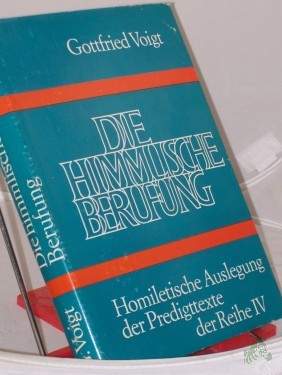 Gottfried Voigt
DIE
HIMMLISCHE
BERUFUNG
Homiletische Auslegung
der Predigttexte
der Reihe IV
Voigt
Die himmlische
Berufung